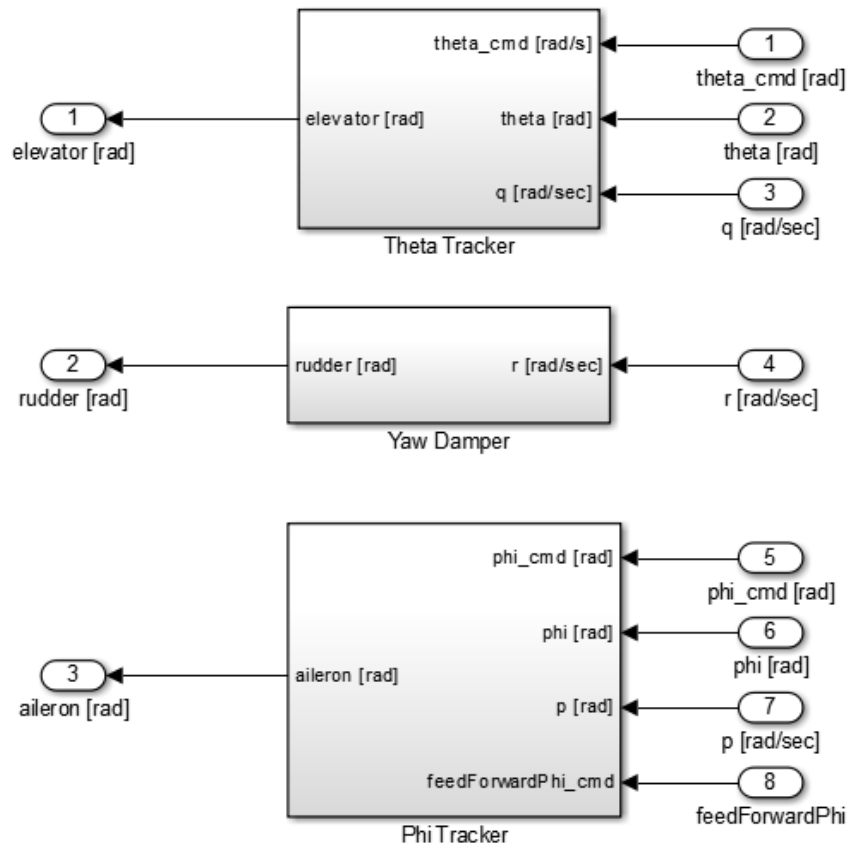 theta_cmd [rad/s]
1
theta_cmd [rad]
1
elevator [rad]
elevator [rad]
theta [rad]
2
theta [rad]
q [rad/sec]
3
q [rad/sec]
Theta Tracker
2
rudder [rad]
rudder [rad]
r [rad/sec]
4
r [rad/sec]
Yaw Damper
phi_cmd [rad]
5
phi_cmd [rad]
phi [rad]
6
phi [rad]
3
aileron [rad]
aileron [rad]
p [rad]
7
p [rad/sec]
feedForwardPhi_cmd
8
feedForwardPhi
Phi Tracker